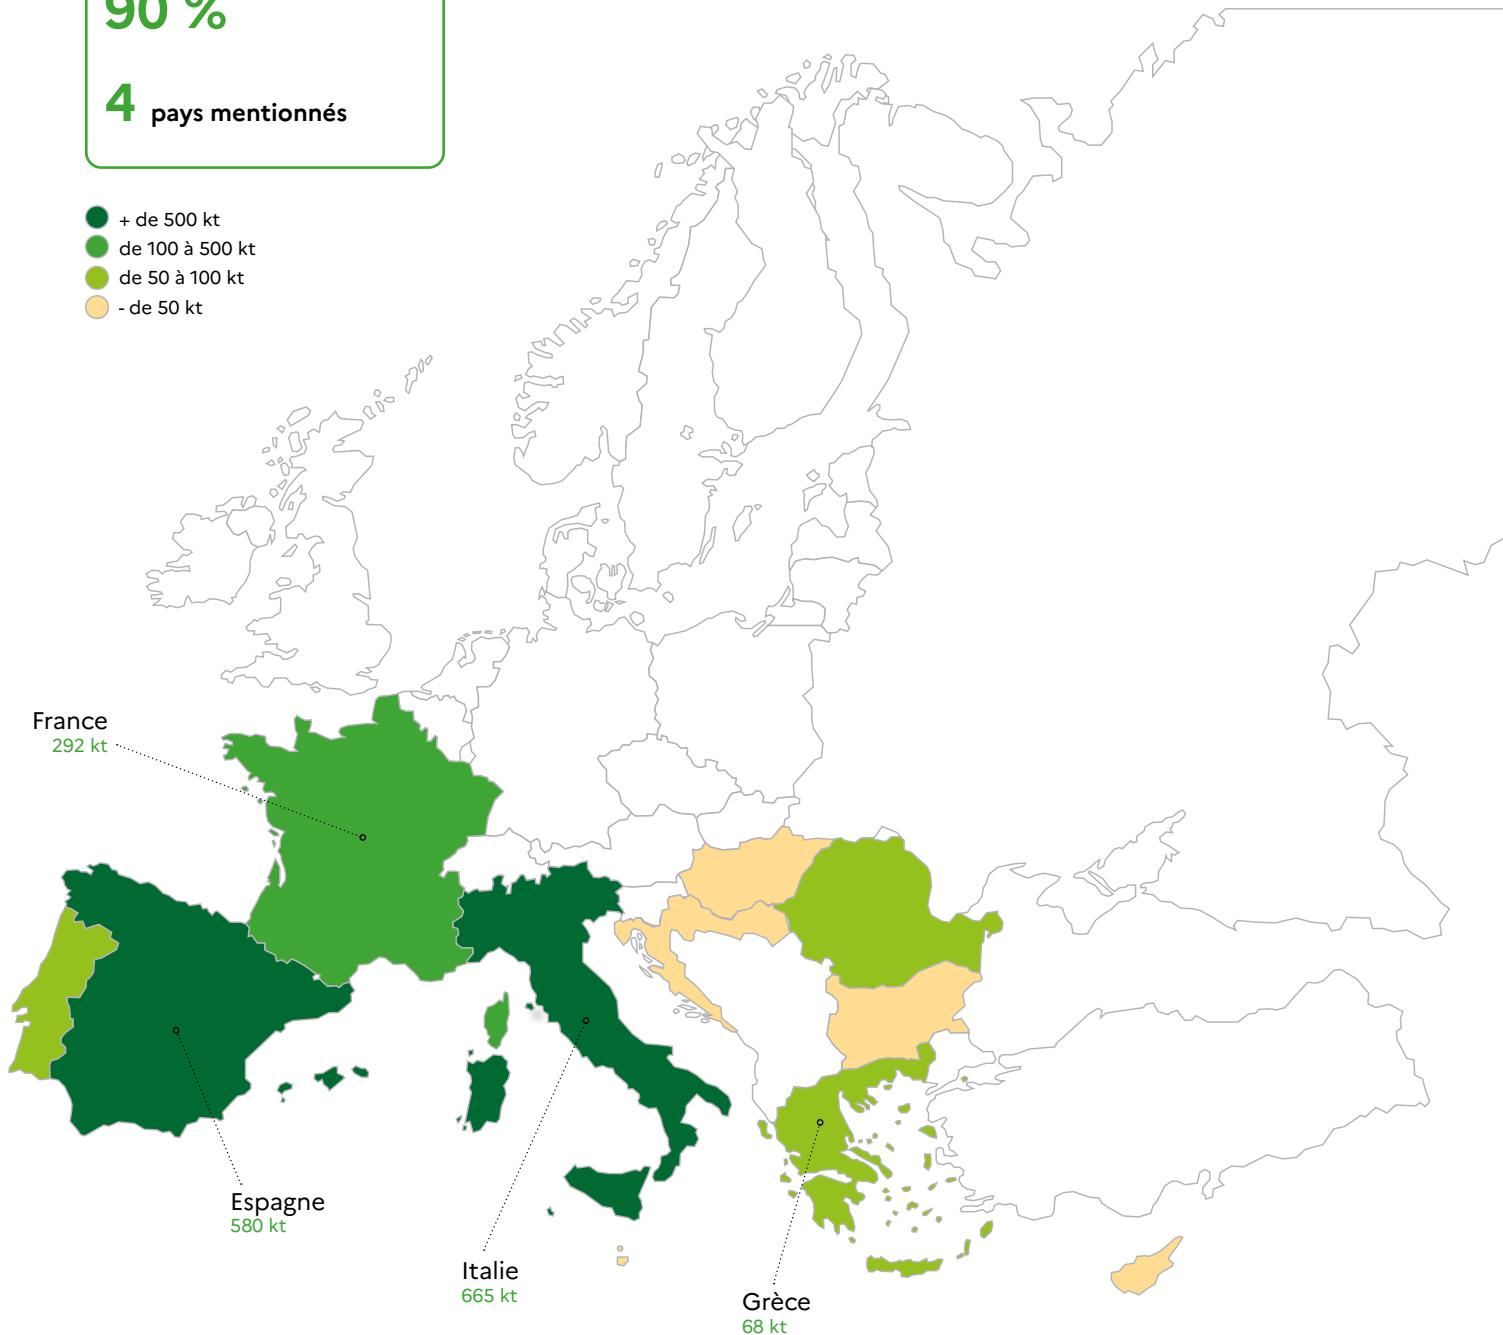 90 %
4 pays mentionnés
+ de 500 kt
de 100 à 500 kt
de 50 à 100 kt
- de 50 kt
France
292 kt
Espagne
580 kt
Italie
665 kt
Grèce
68 kt